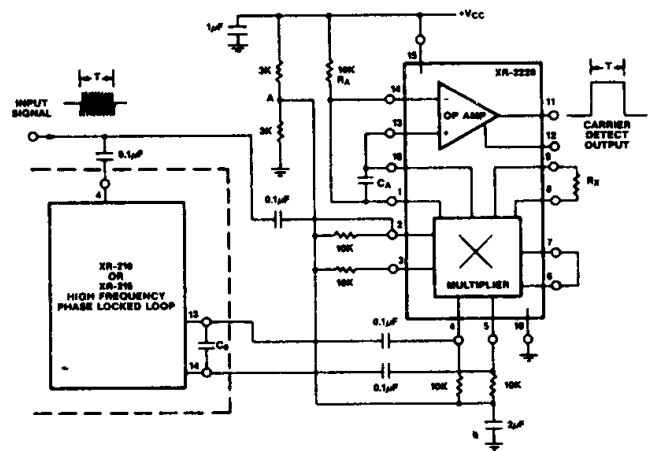 +VCC
1μF
15
XR-2228
3K
10K
RA
T
T
INPUT
SIGNAL
A
14
-
OP AMP
11
13
+
12
CARRIER
DETECT
OUTPUT
3K
16
9
0.1μF
CA
RX
4
1
8
0.1μF
2
10K
7
3
10K
MULTIPLIER
6
XR-210
OR
XR-215
HIGH FREQUENCY
PHASE LOCKED LOOP
4
5
10
13
0.1μF
C0
14
0.1μF
10K
10K
2μF